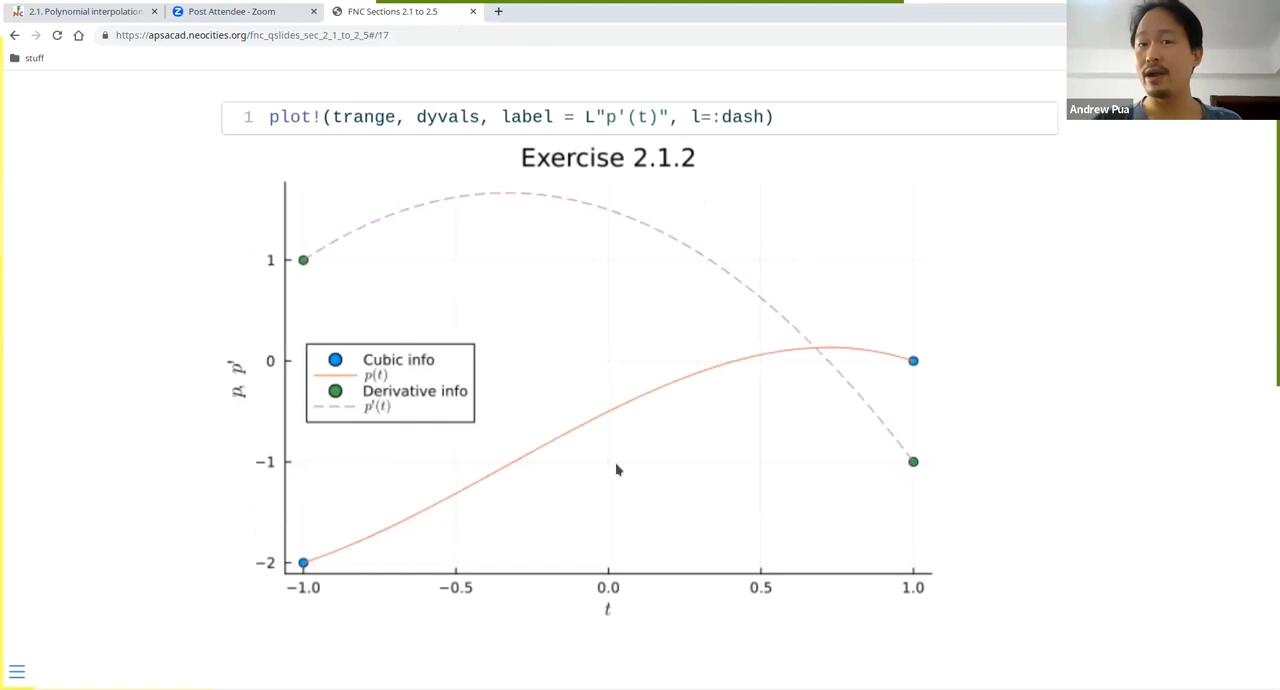 2.1. Polynomial interpolation
Post Attendee - Zoom
FNC Sections 2.1 to 2.5
https://apsacad.neocities.org/fnc_qslides_sec_2_1_to_2_5#/17
stuff
Andrew Pua
1 plot!(trange, dyvals, label = L"p'(t)", l=:dash)
Exercise 2.1.2
1
0
−1
−2
p, p'
Cubic info
p(t)
Derivative info
p'(t)
−1.0 −0.5 0.0 0.5 1.0
t